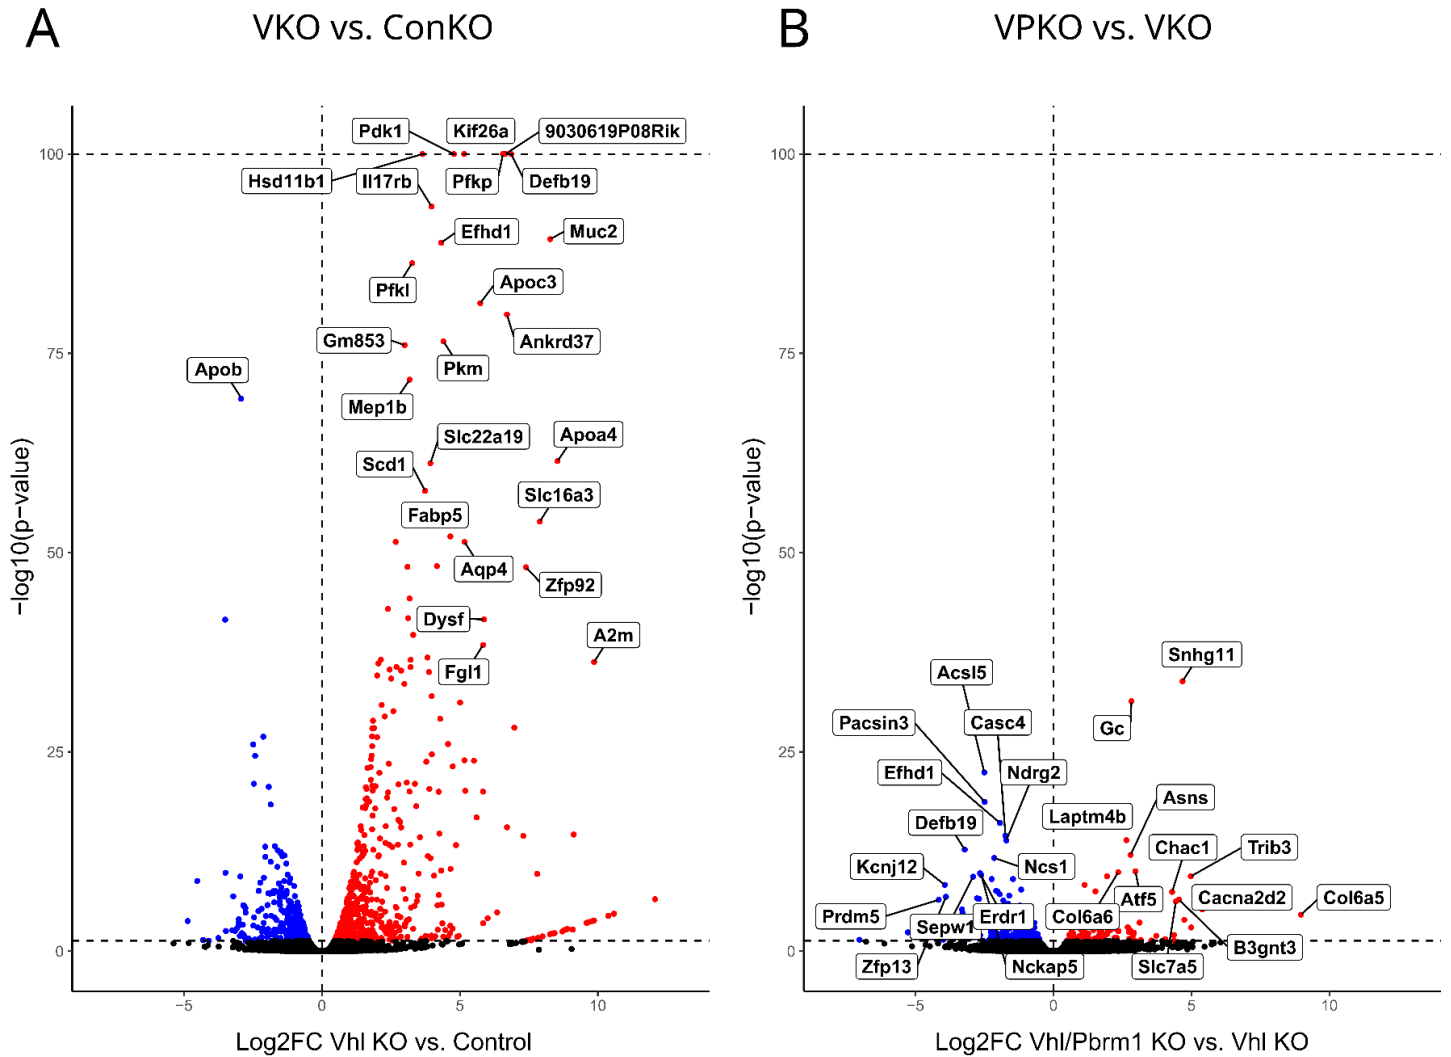 A
VKO vs. ConKO
Pdk1
Kif26a
9030619P08Rik
Hsd11b1
Il17rb
Pfkp
Defb19
Efhd1
Muc2
Pfkl
Apoc3
Gm853
Ankrd37
Apob
Pkm
Mep1b
Slc22a19
Apoa4
Scd1
Slc16a3
Fabp5
Aqp4
Zfp92
Dysf
A2m
Fgl1
100
75
50
25
0
−5
0
5
10
−log10(p−value)
Log2FC Vhl KO vs. Control
B
VPKO vs. VKO
Snhg11
Acsl5
Gc
Pacsin3
Casc4
Efhd1
Ndrg2
Asns
Defb19
Laptm4b
Chac1
Trib3
Kcnj12
Ncs1
Atf5
Cacna2d2
Col6a5
Prdm5
Sepw1
Erdr1
Col6a6
B3gnt3
Zfp13
Nckap5
Slc7a5
100
75
50
25
0
−5
0
5
10
−log10(p−value)
Log2FC Vhl/Pbrm1 KO vs. Vhl KO